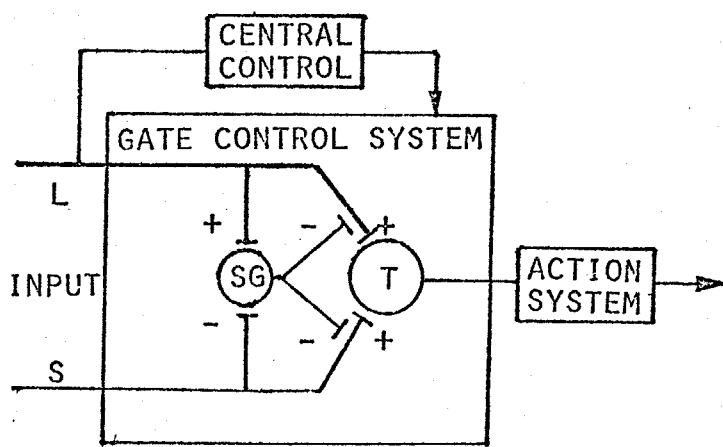 CENTRAL
CONTROL
GATE CONTROL SYSTEM
L
+
-
+
SG
T
INPUT
ACTION
SYSTEM
-
-
+
S